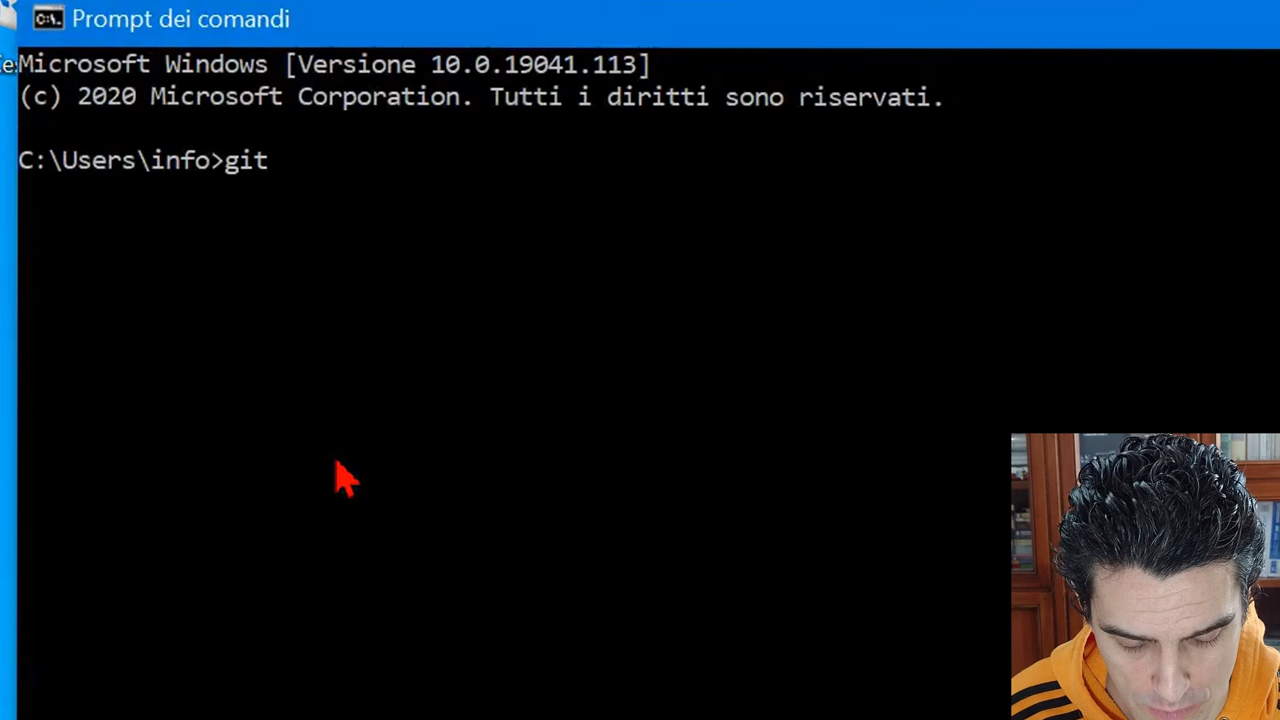 Prompt dei comandi
Microsoft Windows [Versione 10.0.19041.113]
(c) 2020 Microsoft Corporation. Tutti i diritti sono riservati.
C:\Users\info>git